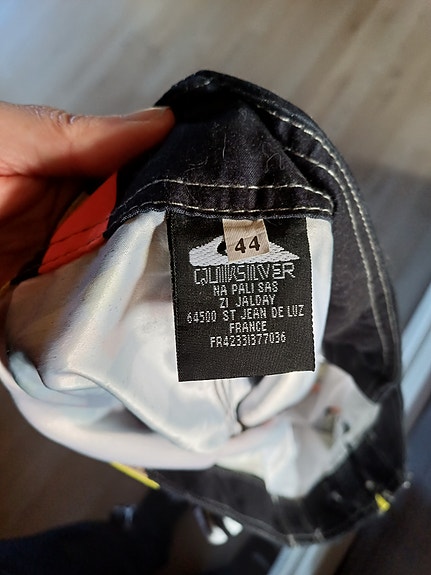 44
QUIKSILVER
NA PALI SAS
ZI JALDAY
64500 ST JEAN DE LUZ
FRANCE
FR42331377036